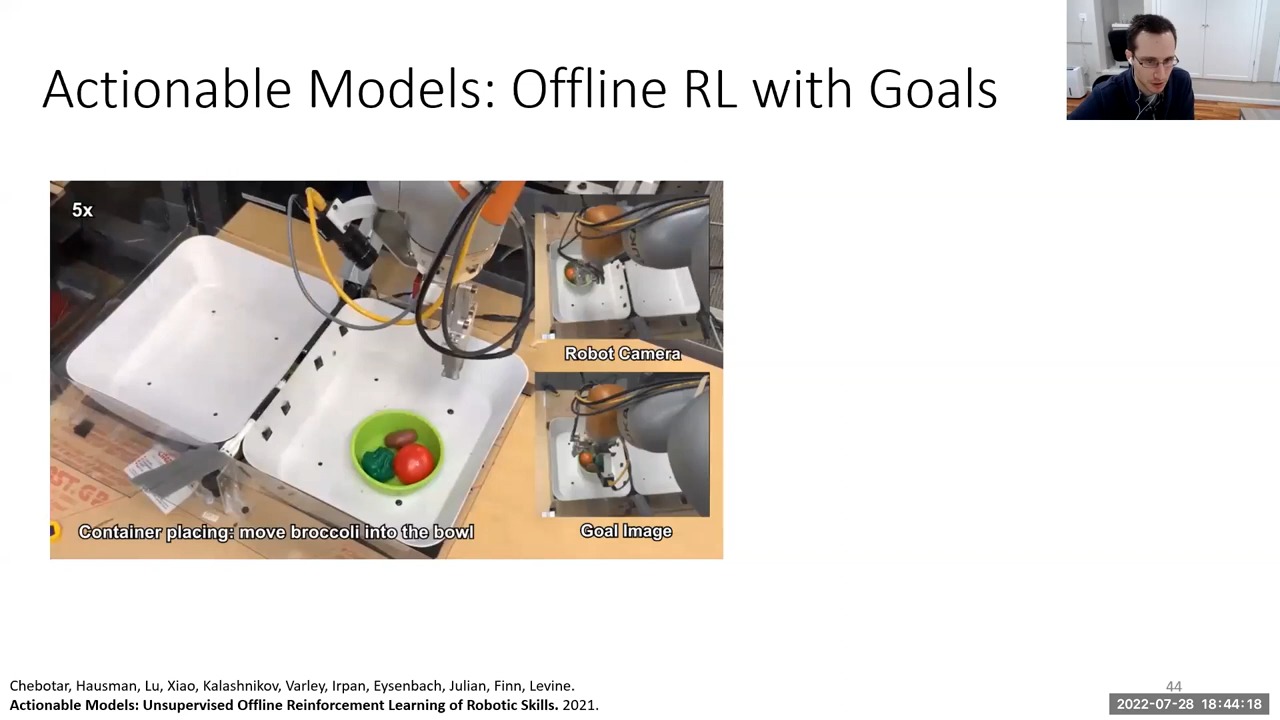 Actionable Models: Offline RL with Goals
5x
Robot Camera
Container placing: move broccoli into the bowl
Goal Image
Chebotar, Hausman, Lu, Xiao, Kalashnikov, Varley, Irpan, Eysenbach, Julian, Finn, Levine.
Actionable Models: Unsupervised Offline Reinforcement Learning of Robotic Skills. 2021.
44
2022-07-28 18:44:18